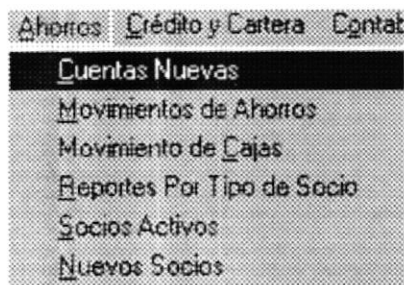 Ahorros Crédito y Cartera Contab
Cuentas Nuevas
Movimientos de Ahorros
Movimiento de Cajas
Reportes Por Tipo de Socio
Socios Activos
Nuevos Socios